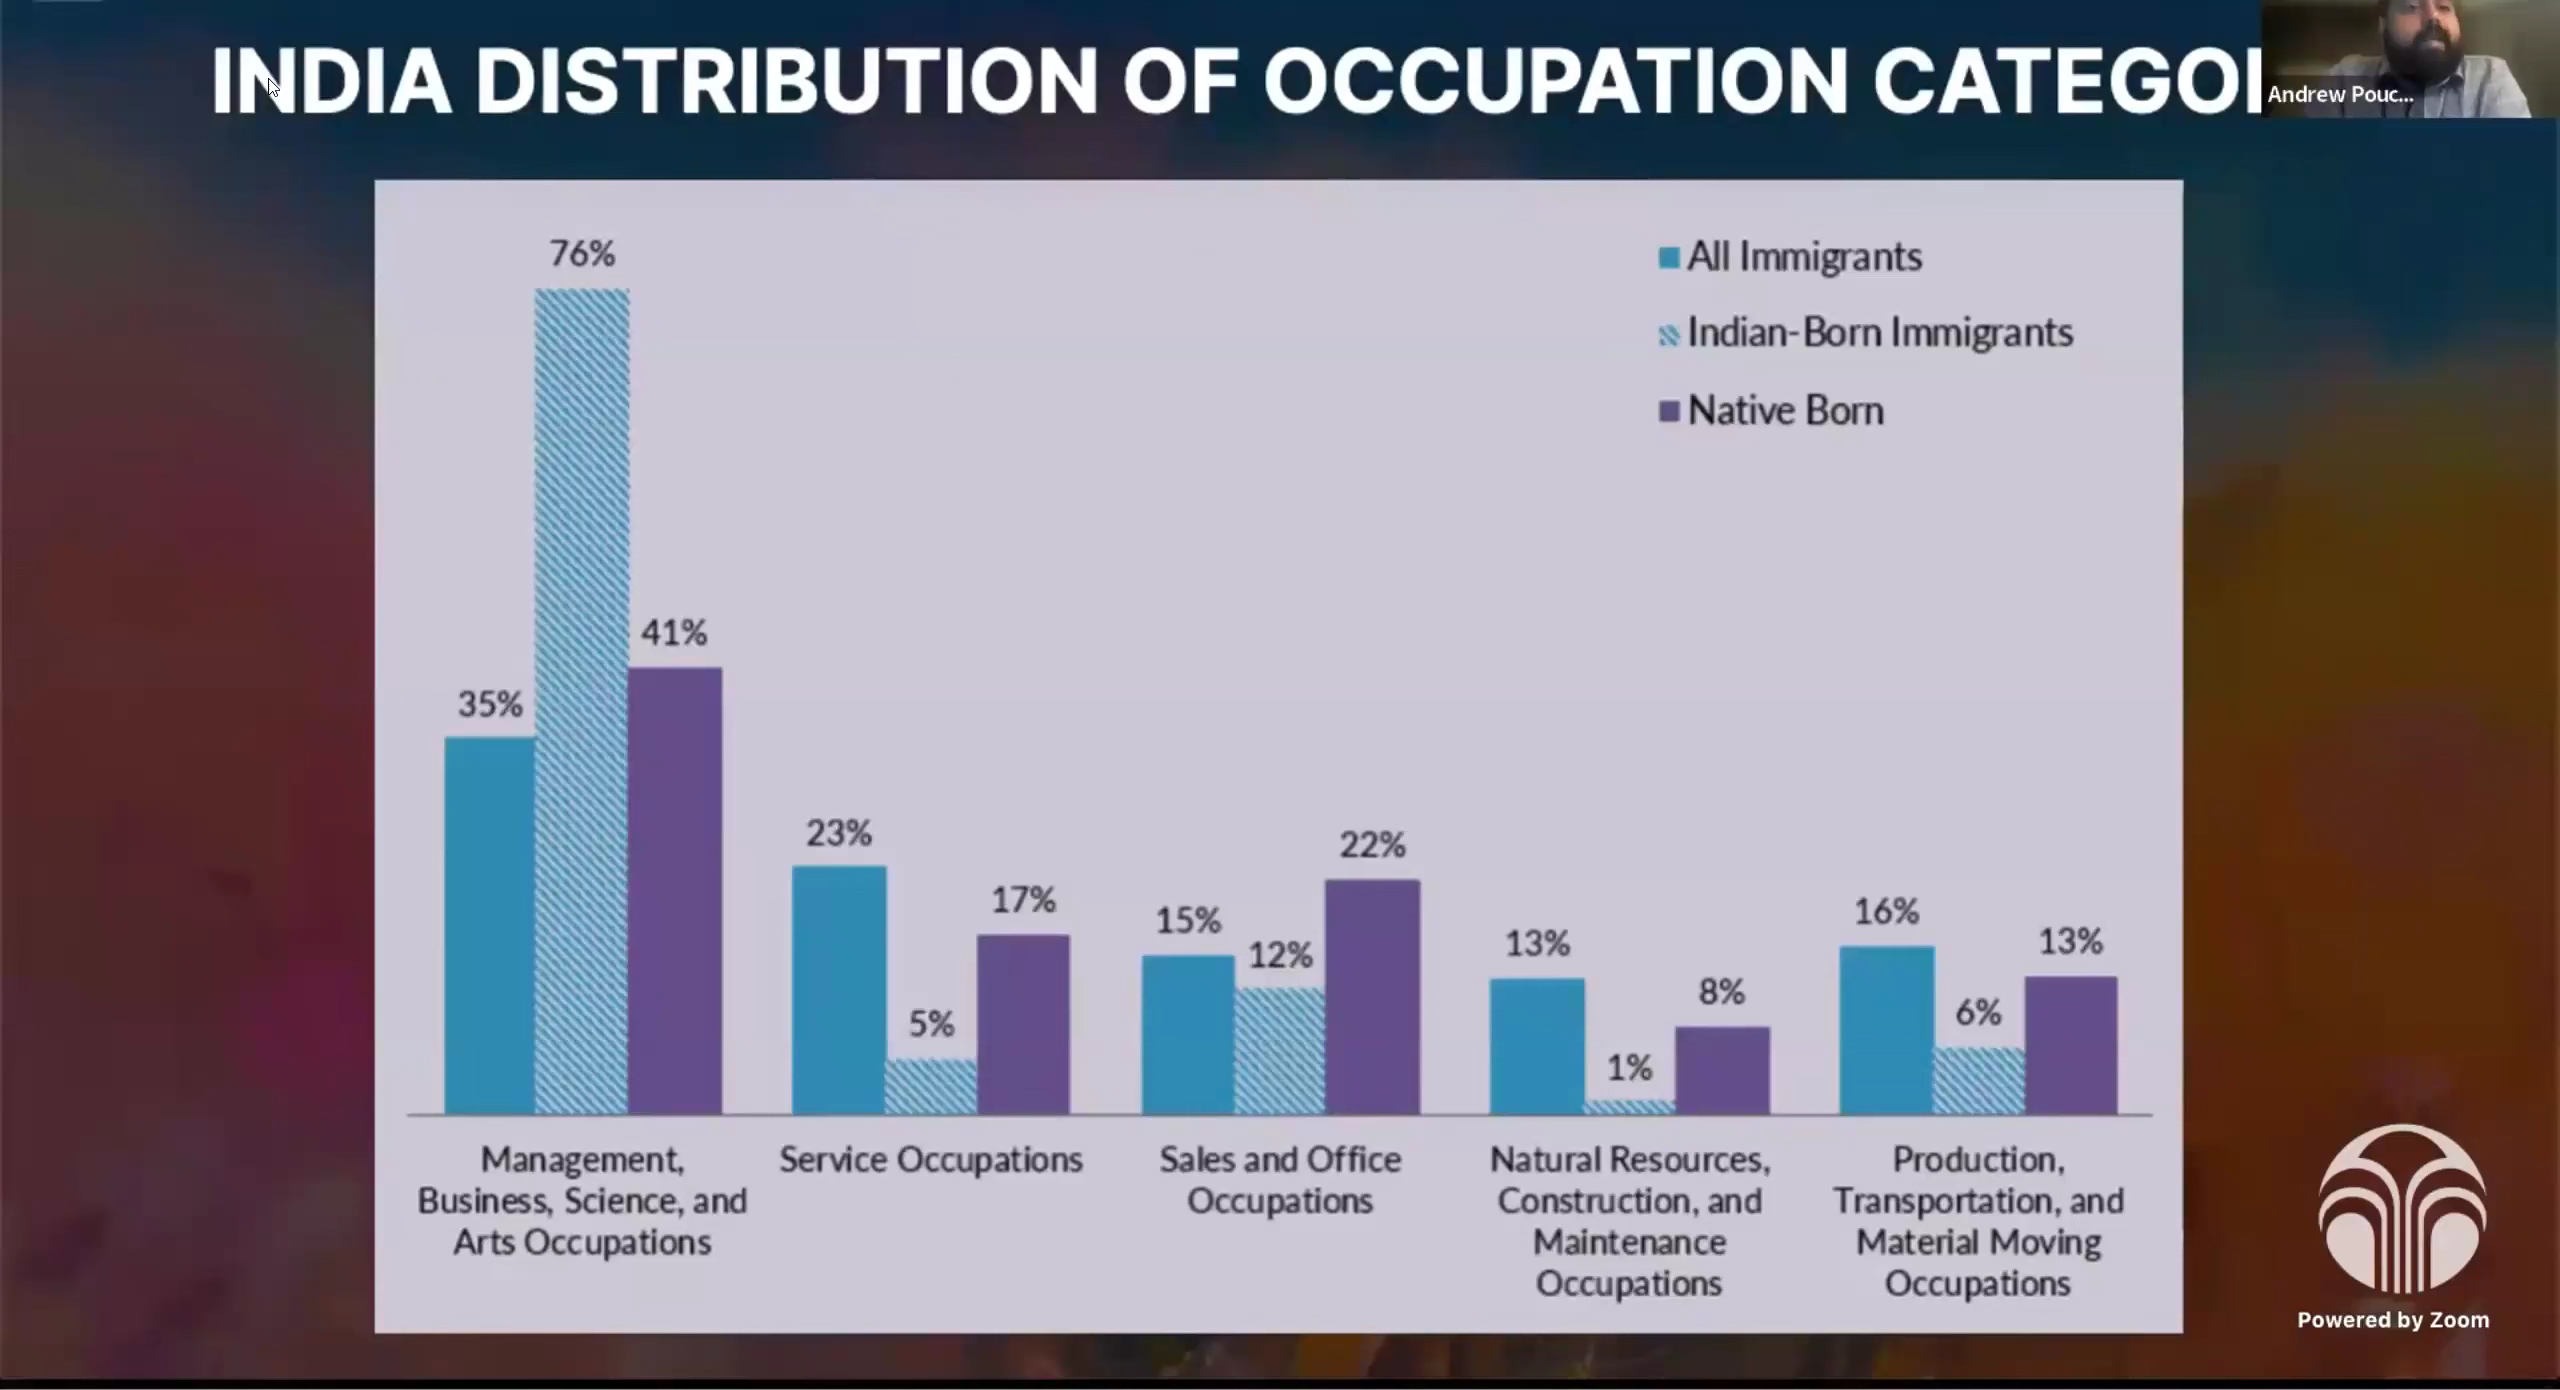 INDIA DISTRIBUTION OF OCCUPATION
Andrew Pouc...
76%
All Immigrants
Indian-Born Immigrants
Native Born
41%
35%
23%
5%
17%
15%
12%
22%
13%
1%
8%
16%
6%
13%
Management,
Business, Science, and
Arts Occupations
Service Occupations
Sales and Office
Occupations
Natural Resources,
Construction, and
Maintenance
Occupations
Production,
Transportation, and
Material Moving
Occupations
Powered by Zoom